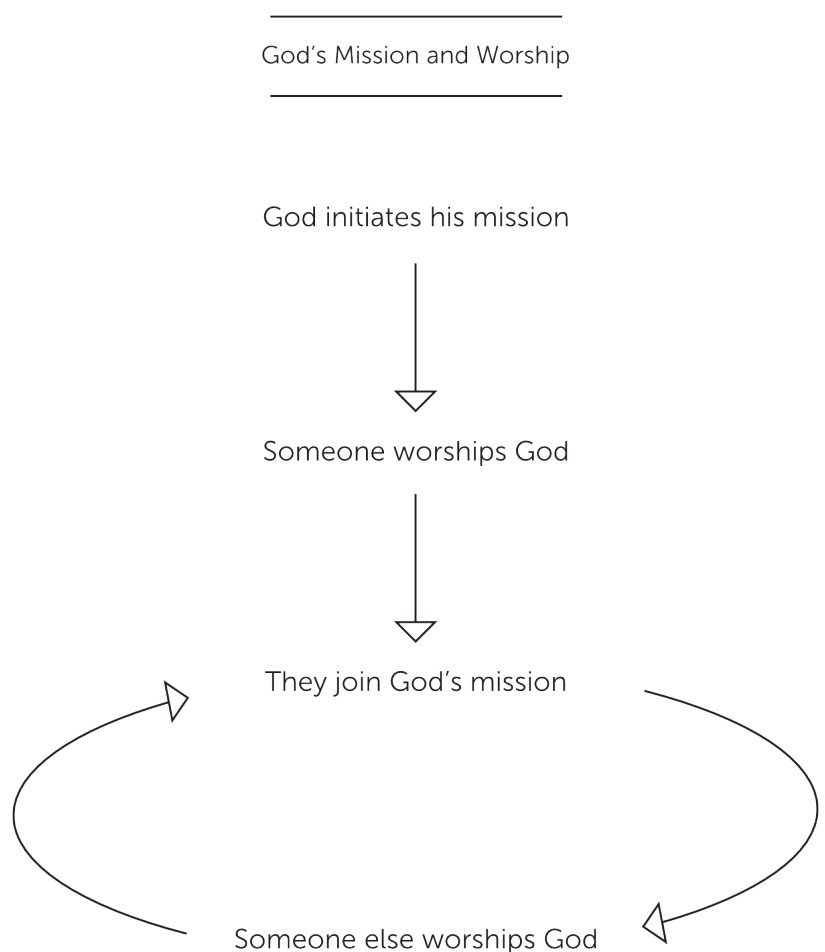 God’s Mission and Worship
God initiates his mission
Someone worships God
They join God’s mission
Someone else worships God